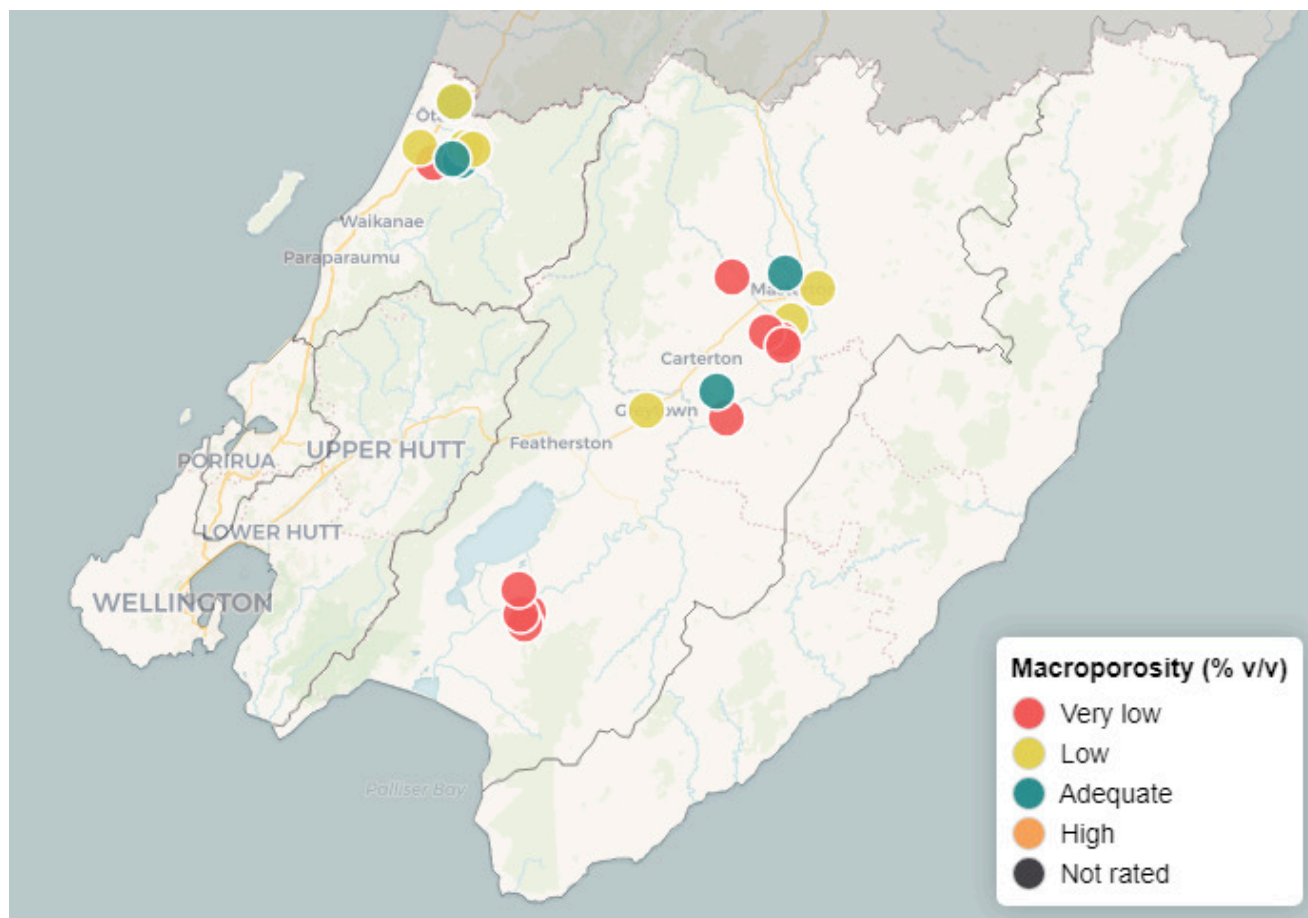 Waikanae
Paraparaumu
Carterton
Featherston
UPPER HUTT
PORIRUA
LOWER HUTT
WELLINGTON
Palliser Bay
Macroporosity (% v/v)
Very low
Low
Adequate
High
Not rated